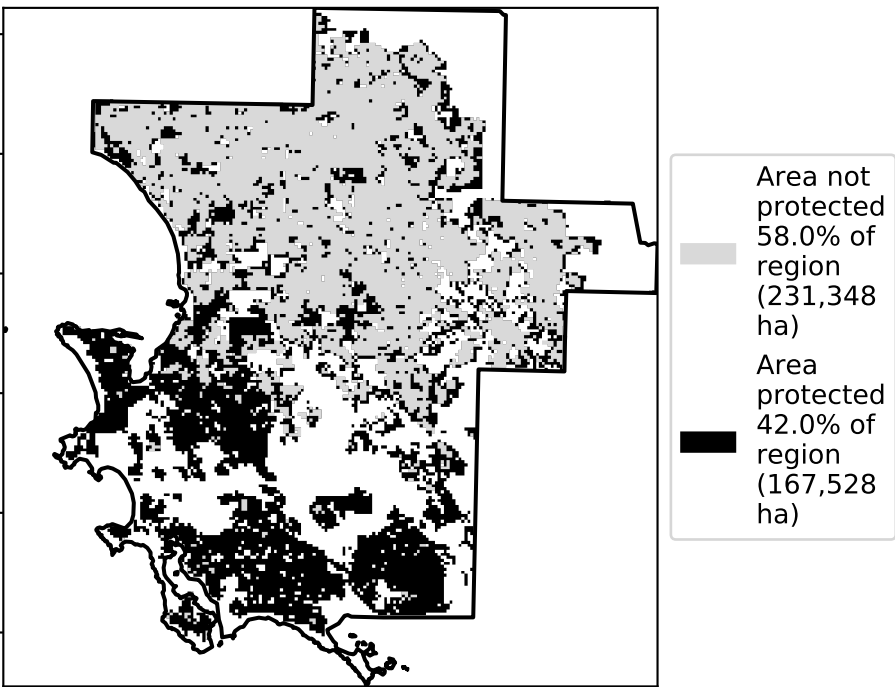 Area not
protected
58.0% of
region
(231,348
ha)
Area
protected
42.0% of
region
(167,528
ha)